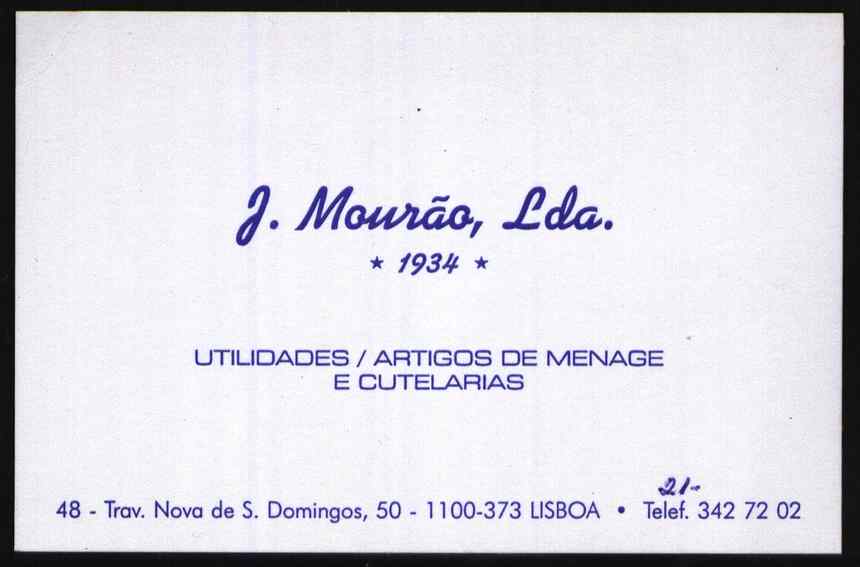 J. Mourão, Lda.
★ 1934 ★
UTILIDADES / ARTIGOS DE MENAGE
E CUTELARIAS
21-
48 - Trav. Nova de S. Domingos, 50 - 1100-373 LISBOA • Telef. 342 72 02